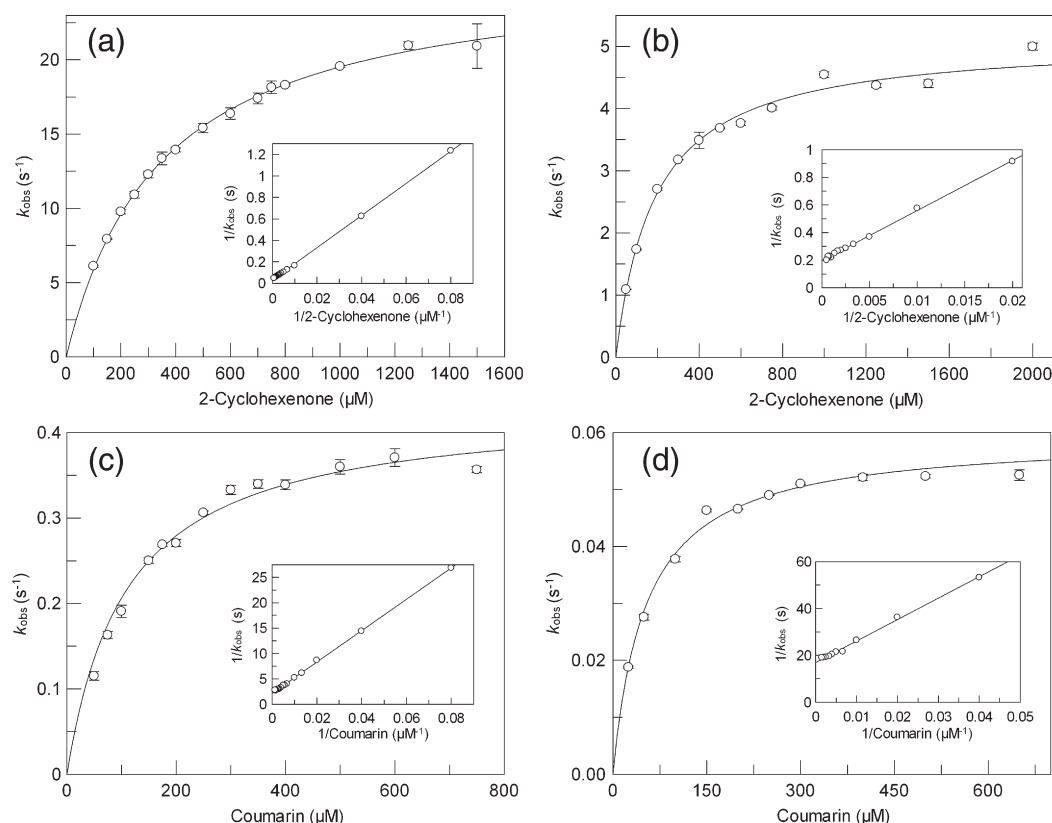 (a)
20
15
10
5
0
k obs (s-1)
0 200 400 600 800 1000 1200 1400 1600
2-Cyclohexenone (µM)
1.2
1
0.8
0.6
0.4
0.2
0
1/k obs (s)
0 0.02 0.04 0.06 0.08
1/2-Cyclohexenone (µM-1)
(b)
5
4
3
2
1
0
k obs (s-1)
0 400 800 1200 1600 2000
2-Cyclohexenone (µM)
1
0.8
0.6
0.4
0.2
0
1/k obs (s)
0 0.005 0.01 0.015 0.02
1/2-Cyclohexenone (µM-1)
(c)
0.4
0.3
0.2
0.1
0
k obs (s-1)
0 200 400 600 800
Coumarin (µM)
25
20
15
10
5
0
1/k obs (s)
0 0.02 0.04 0.06 0.08
1/Coumarin (µM-1)
(d)
0.06
0.04
0.02
0.00
k obs (s-1)
0 150 300 450 600
Coumarin (µM)
60
40
20
0
1/k obs (s)
0 0.01 0.02 0.03 0.04 0.05
1/Coumarin (µM-1)